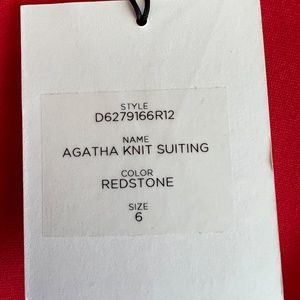 STYLE
D6279166R12
NAME
AGATHA KNIT SUITING
COLOR
REDSTONE
SIZE
6